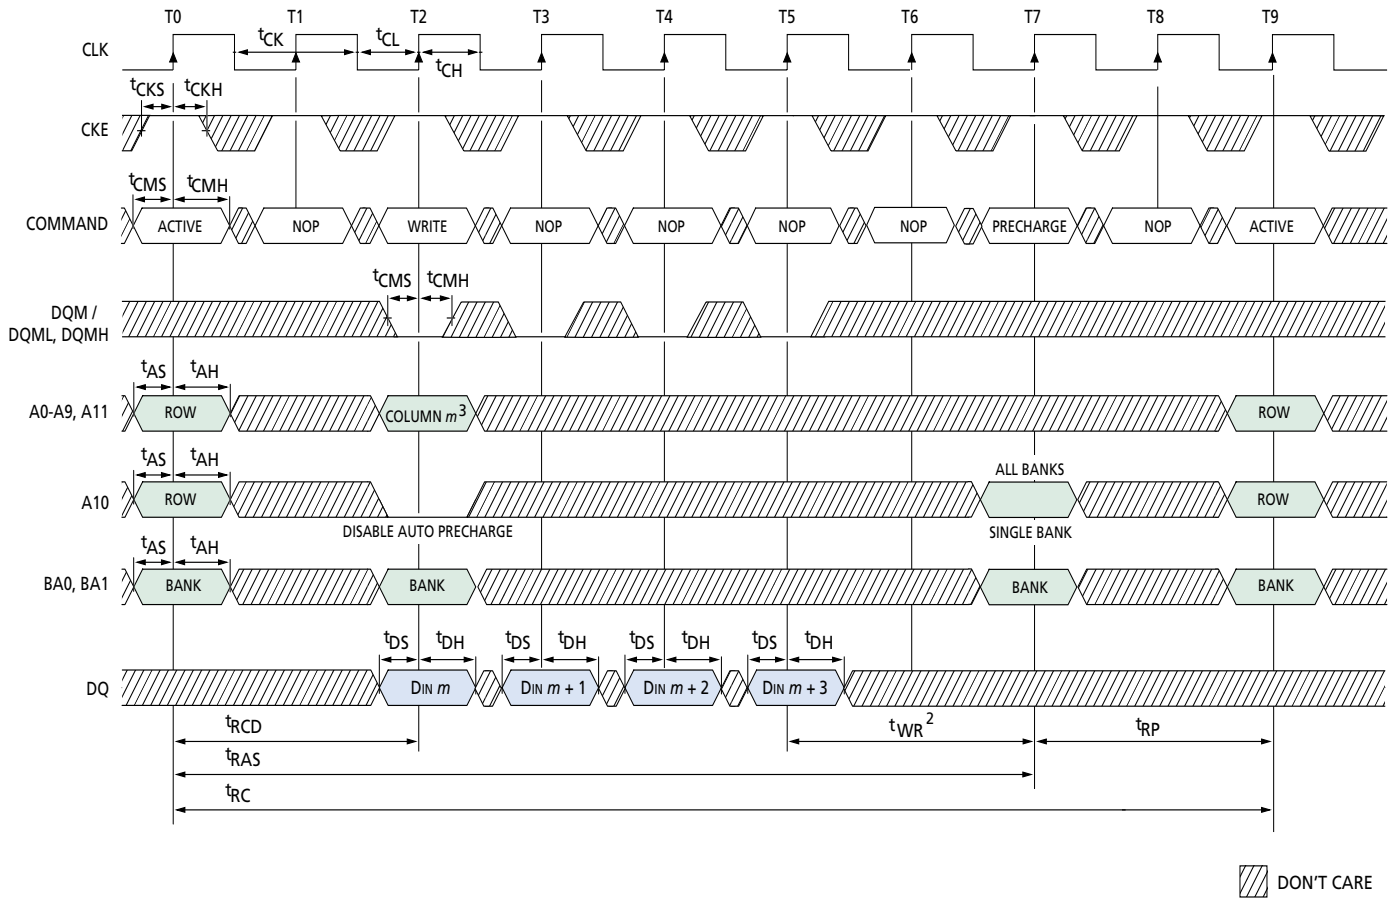 T0 T1 T2 T3 T4 T5 T6 T7 T8 T9
CLK
tCK tCL
tCH
tCKS tCKH
CKE
tCMS tCMH
COMMAND ACTIVE NOP WRITE NOP NOP NOP NOP PRECHARGE NOP ACTIVE
tCMS tCMH
DQM /
DQML, DQMH
tAS tAH
A0-A9, A11 ROW COLUMN m3 ROW
tAS tAH
ALL BANKS
A10 ROW ROW
DISABLE AUTO PRECHARGE SINGLE BANK
tAS tAH
BA0, BA1 BANK BANK BANK BANK
tDS tDH tDS tDH tDS tDH tDS tDH
DQ DIN m DIN m + 1 DIN m + 2 DIN m + 3
tRCD tWR2 tRP
tRAS
tRC
DON'T CARE